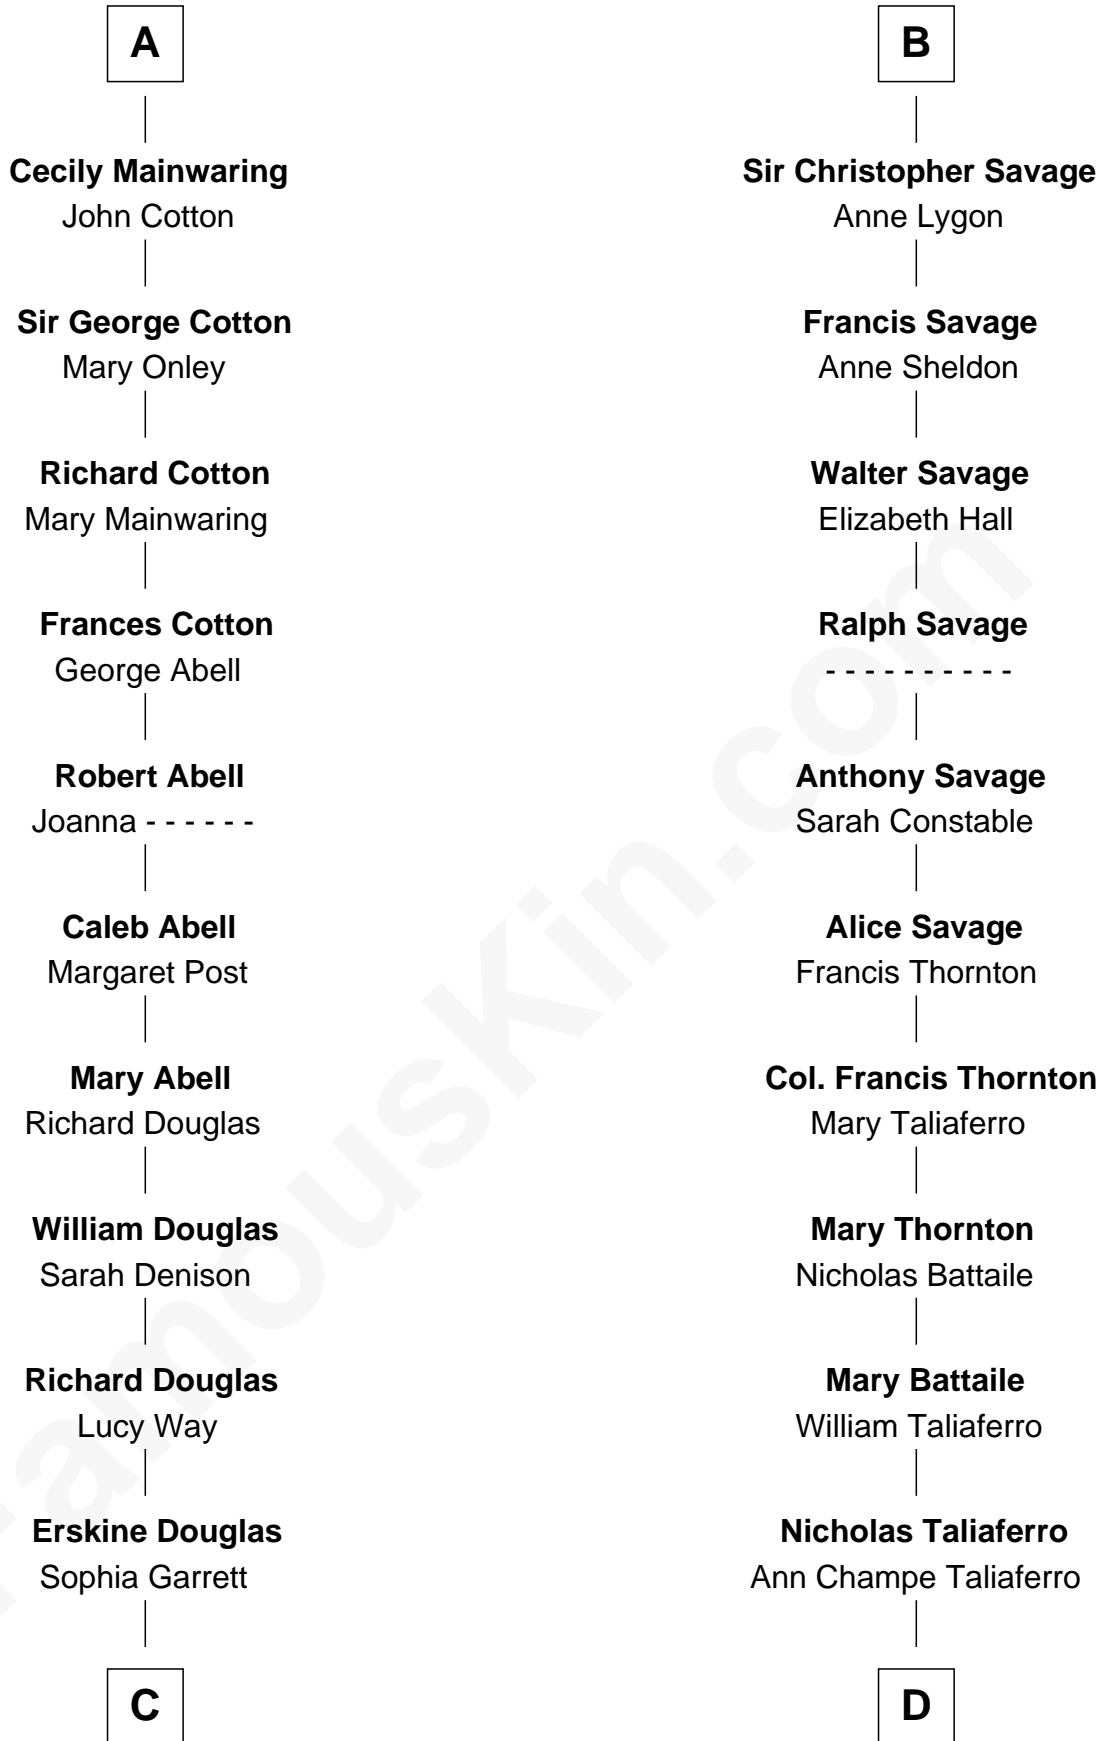 A
Cecily Mainwaring
John Cotton
Sir George Cotton
Mary Onley
Richard Cotton
Mary Mainwaring
Frances Cotton
George Abell
Robert Abell
Joanna - - - - - -
Caleb Abell
Margaret Post
Mary Abell
Richard Douglas
William Douglas
Sarah Denison
Richard Douglas
Lucy Way
Erskine Douglas
Sophia Garrett
C
B
Sir Christopher Savage
Anne Lygon
Francis Savage
Anne Sheldon
Walter Savage
Elizabeth Hall
Ralph Savage
- - - - - - - - - -
Anthony Savage
Sarah Constable
Alice Savage
Francis Thornton
Col. Francis Thornton
Mary Taliaferro
Mary Thornton
Nicholas Battaile
Mary Battaile
William Taliaferro
Nicholas Taliaferro
Ann Champe Taliaferro
D
FamousKin.com